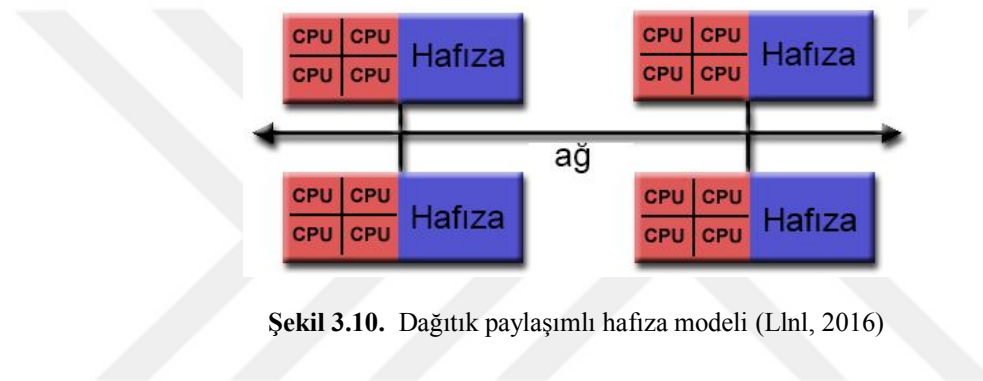 CPU CPU Hafıza CPU CPU Hafıza
CPU CPU CPU CPU
ağ
CPU CPU Hafıza CPU CPU Hafıza
CPU CPU CPU CPU
Şekil 3.10. Dağıtık paylaşımlı hafıza modeli (Llnl, 2016)